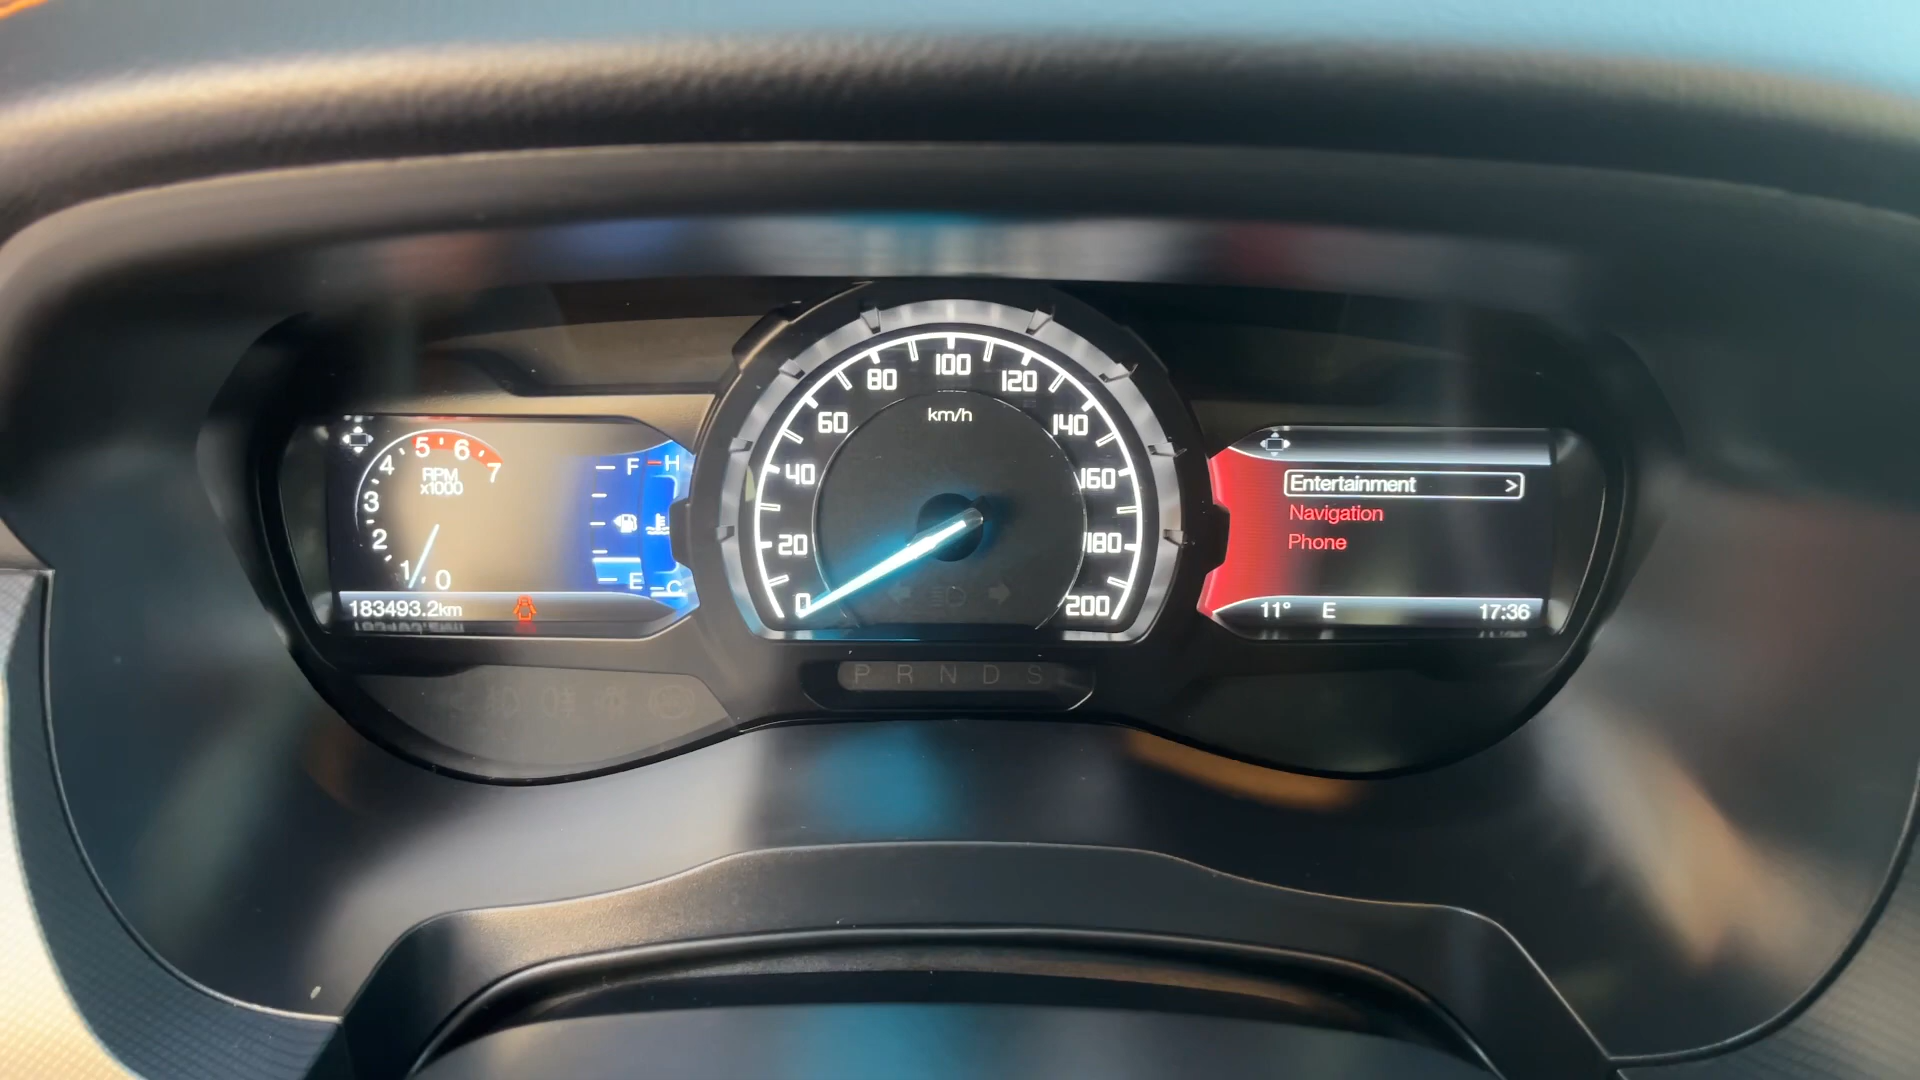 5 6
4 7
RPM
x1000
3
2
1 0
F H
E C
183493.2km
100
80 120
km/h
60 140
40 160
20 180
0 200
P R N D S
Entertainment >
Navigation
Phone
11° E 17:36